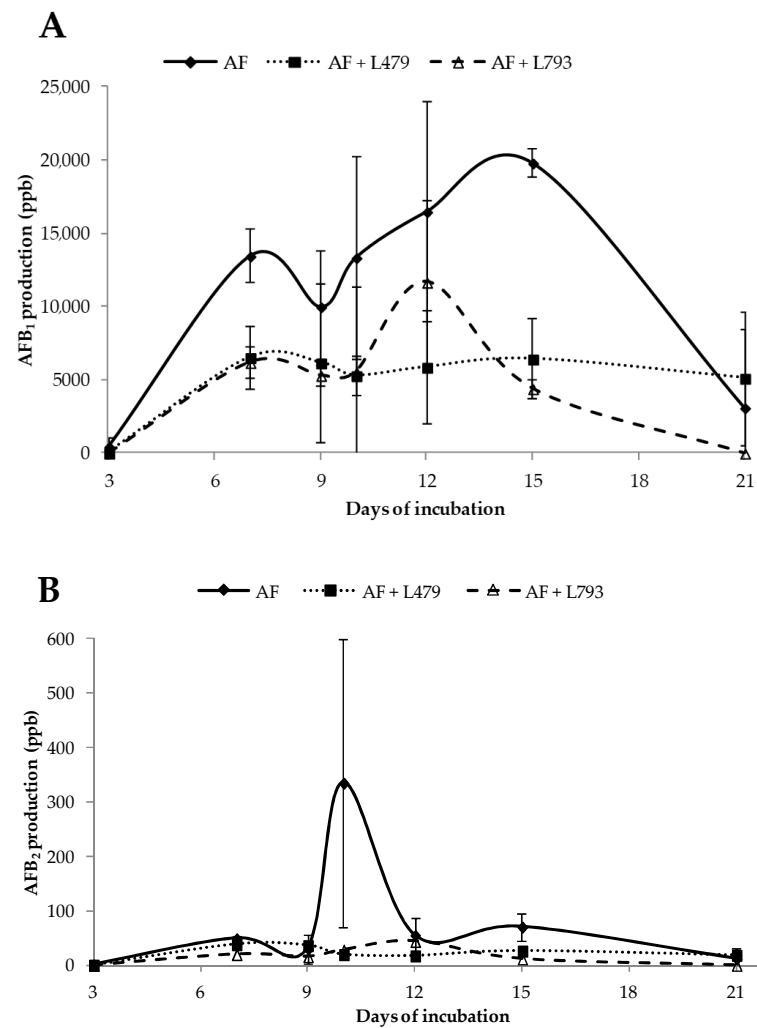 A
AF AF + L479 AF + L793
25,000
20,000
15,000
10,000
5000
0
AFB₁ production (ppb)
3 6 9 12 15 18 21
Days of incubation
B
AF AF + L479 AF + L793
600
500
400
300
200
100
0
AFB₂ production (ppb)
3 6 9 12 15 18 21
Days of incubation